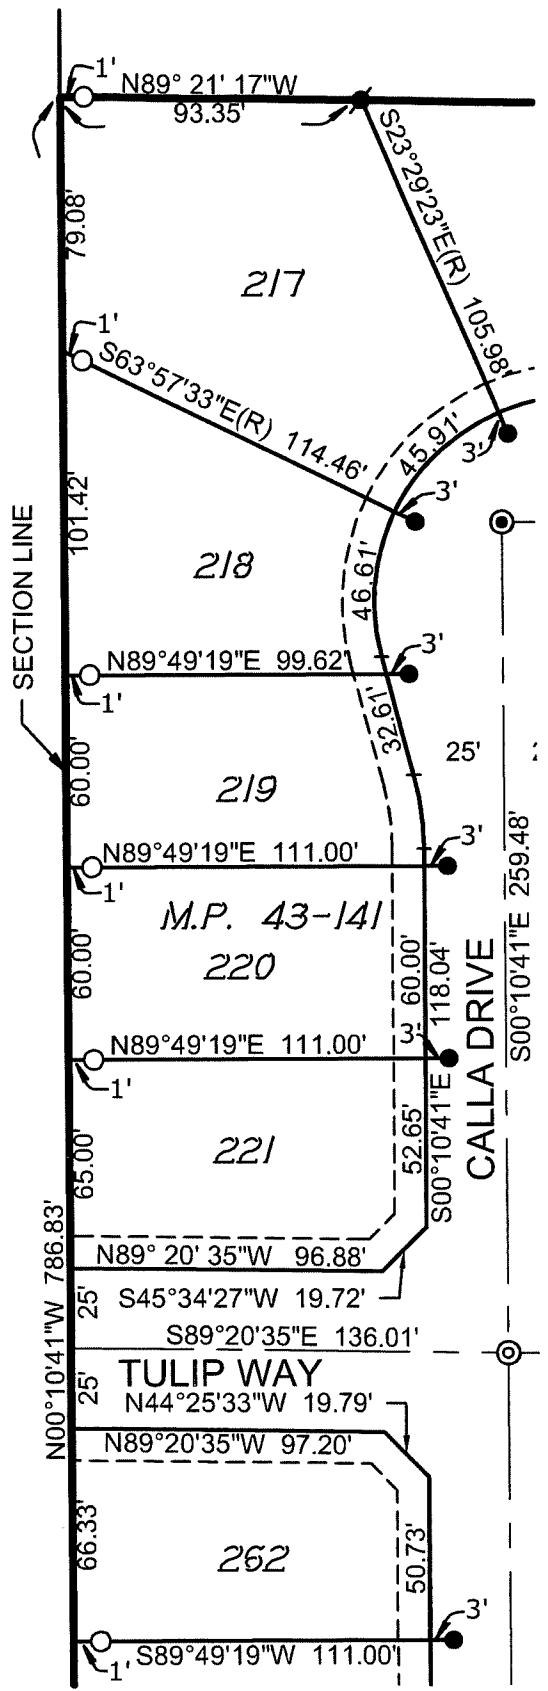 1'
N89° 21' 17"W
93.35'
79.08'
217
S23°29'23"E(R) 105.98'
1'
S63°57'33"E(R) 114.46'
45.91'
3'
3'
101.42'
SECTION LINE
218
46.61'
3'
N89°49'19"E 99.62'
1'
32.61'
25'
60.00'
219
3'
N89°49'19"E 111.00'
1'
M.P. 43-141
220
60.00'
60.00'
118.04'
S00°10'41"E
CALLA DRIVE
S00°10'41"E 259.48'
3'
N89°49'19"E 111.00'
1'
221
65.00'
52.65'
N89° 20' 35"W 96.88'
S45°34'27"W 19.72'
N00°10'41"W 786.83'
25'
S89°20'35"E 136.01'
TULIP WAY
25'
N44°25'33"W 19.79'
N89°20'35"W 97.20'
66.33'
262
50.73'
3'
1'
S89°49'19"W 111.00'